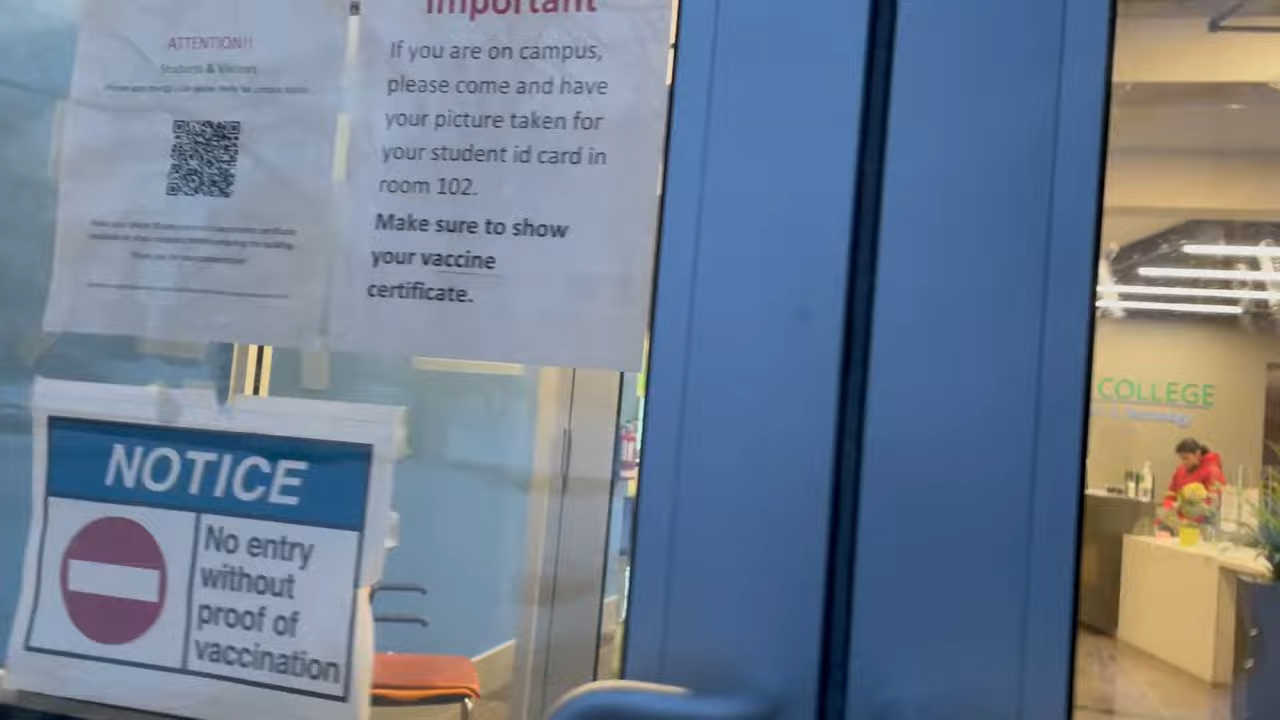 ATTENTION!!
Students & Visitors
Important
If you are on campus,
please come and have
your picture taken for
your student id card in
room 102.
Make sure to show
your vaccine
certificate.
NOTICE
No entry
without
proof of
vaccination
COLLEGE